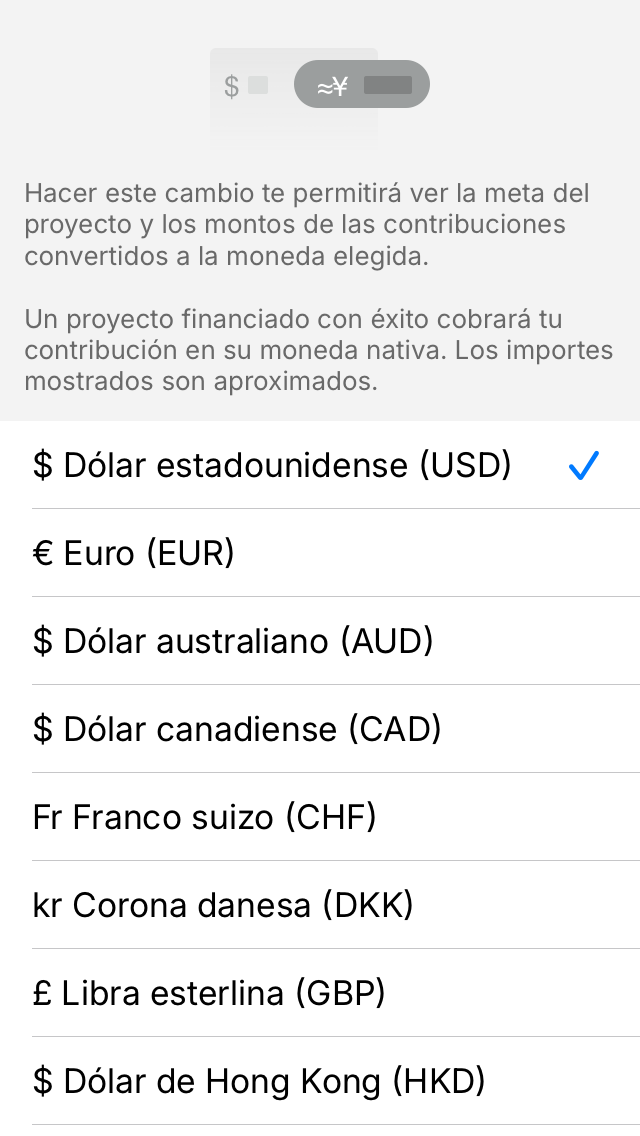 $ ≈¥
Hacer este cambio te permitirá ver la meta del
proyecto y los montos de las contribuciones
convertidos a la moneda elegida.
Un proyecto financiado con éxito cobrará tu
contribución en su moneda nativa. Los importes
mostrados son aproximados.
$ Dólar estadounidense (USD)
€ Euro (EUR)
$ Dólar australiano (AUD)
$ Dólar canadiense (CAD)
Fr Franco suizo (CHF)
kr Corona danesa (DKK)
£ Libra esterlina (GBP)
$ Dólar de Hong Kong (HKD)